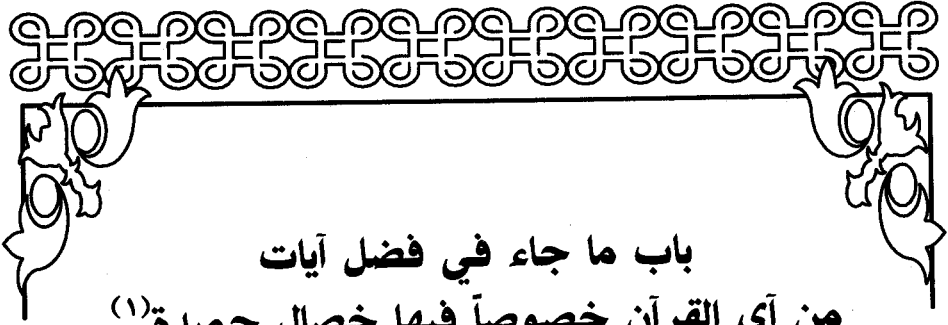 باب ما جاء في فضل آيات
من آي القرآن خصوصاً فيها خصال حميدة(١)